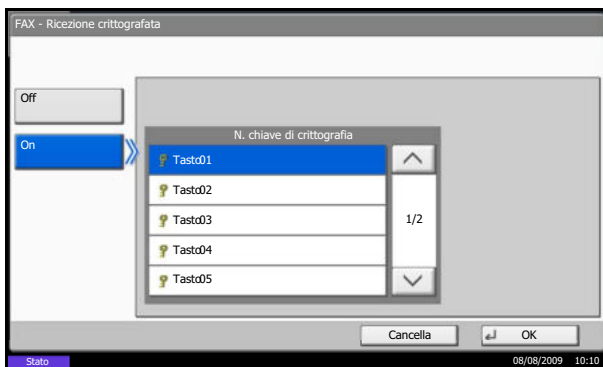 FAX - Ricezione crittografata
Off
On
N. chiave di crittografia
Tasto01
Tasto02
Tasto03
Tasto04
Tasto05
1/2
Cancella
OK
Stato
08/08/2009 10:10